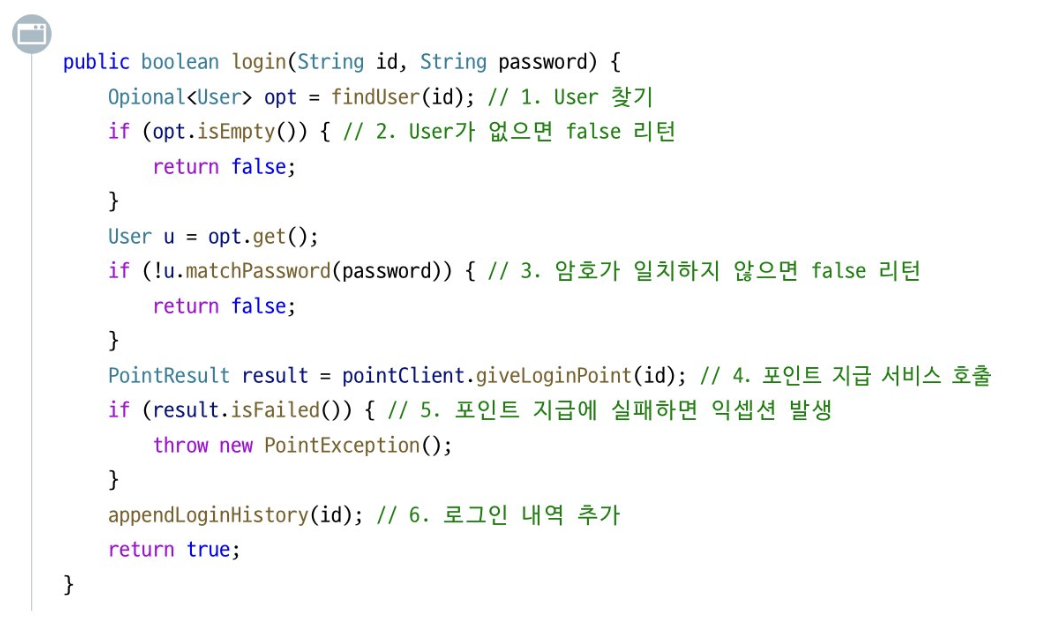 public boolean login(String id, String password) {
    Opional<User> opt = findUser(id); // 1. User 찾기
    if (opt.isEmpty()) { // 2. User가 없으면 false 리턴
        return false;
    }
    User u = opt.get();
    if (!u.matchPassword(password)) { // 3. 암호가 일치하지 않으면 false 리턴
        return false;
    }
    PointResult result = pointClient.giveLoginPoint(id); // 4. 포인트 지급 서비스 호출
    if (result.isFailed()) { // 5. 포인트 지급에 실패하면 익셉션 발생
        throw new PointException();
    }
    appendLoginHistory(id); // 6. 로그인 내역 추가
    return true;
}